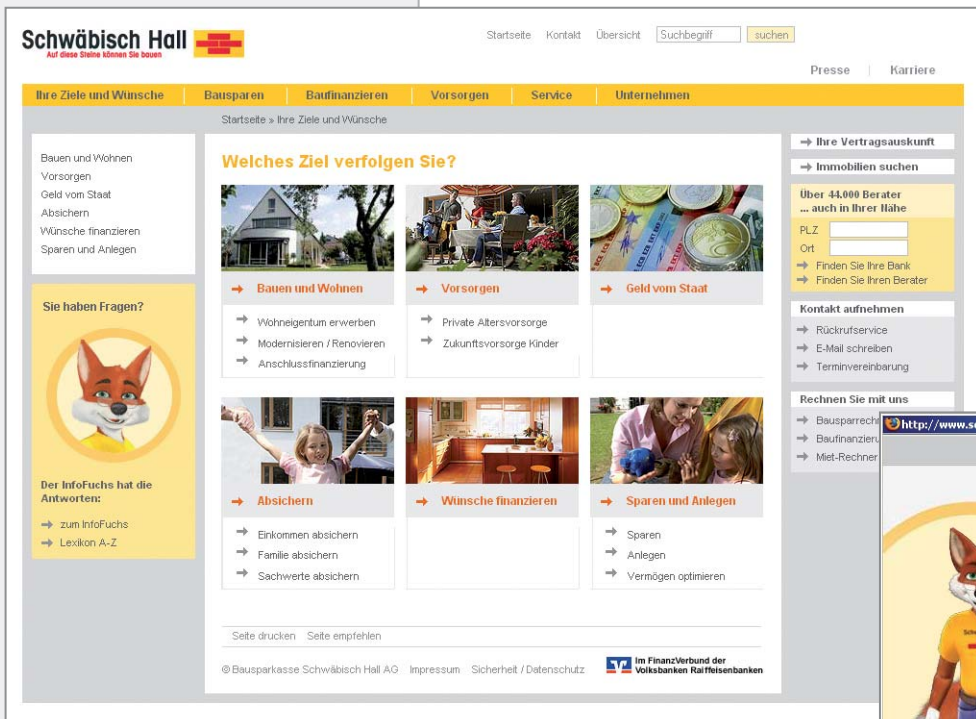 Schwäbisch Hall
Auf diese Steine können Sie bauen
Startseite Kontakt Übersicht Suchbegriff suchen
Presse Karriere
Ihre Ziele und Wünsche Bausparen Baufinanzieren Vorsorgen Service Unternehmen
Startseite » Ihre Ziele und Wünsche
Bauen und Wohnen
Vorsorgen
Geld vom Staat
Absichern
Wünsche finanzieren
Sparen und Anlegen
Sie haben Fragen?
Der InfoFuchs hat die
Antworten:
zum InfoFuchs
Lexikon A-Z
Welches Ziel verfolgen Sie?
Bauen und Wohnen
Wohneigentum erwerben
Modernisieren / Renovieren
Anschlussfinanzierung
Vorsorgen
Private Altersvorsorge
Zukunftsvorsorge Kinder
Geld vom Staat
Absichern
Einkommen absichern
Familie absichern
Sachwerte absichern
Wünsche finanzieren
Sparen und Anlegen
Sparen
Anlegen
Vermögen optimieren
Seite drucken Seite empfehlen
© Bausparkasse Schwäbisch Hall AG Impressum Sicherheit / Datenschutz
Im FinanzVerbund der
Volksbanken Raiffeisenbanken
Ihre Vertragsauskunft
Immobilien suchen
Über 44.000 Berater
... auch in Ihrer Nähe
PLZ
Ort
Finden Sie Ihre Bank
Finden Sie Ihren Berater
Kontakt aufnehmen
Rückrufservice
E-Mail schreiben
Terminvereinbarung
Rechnen Sie mit uns
Bausparrech
Baufinanzieru
Miet-Rechner
http://www.s